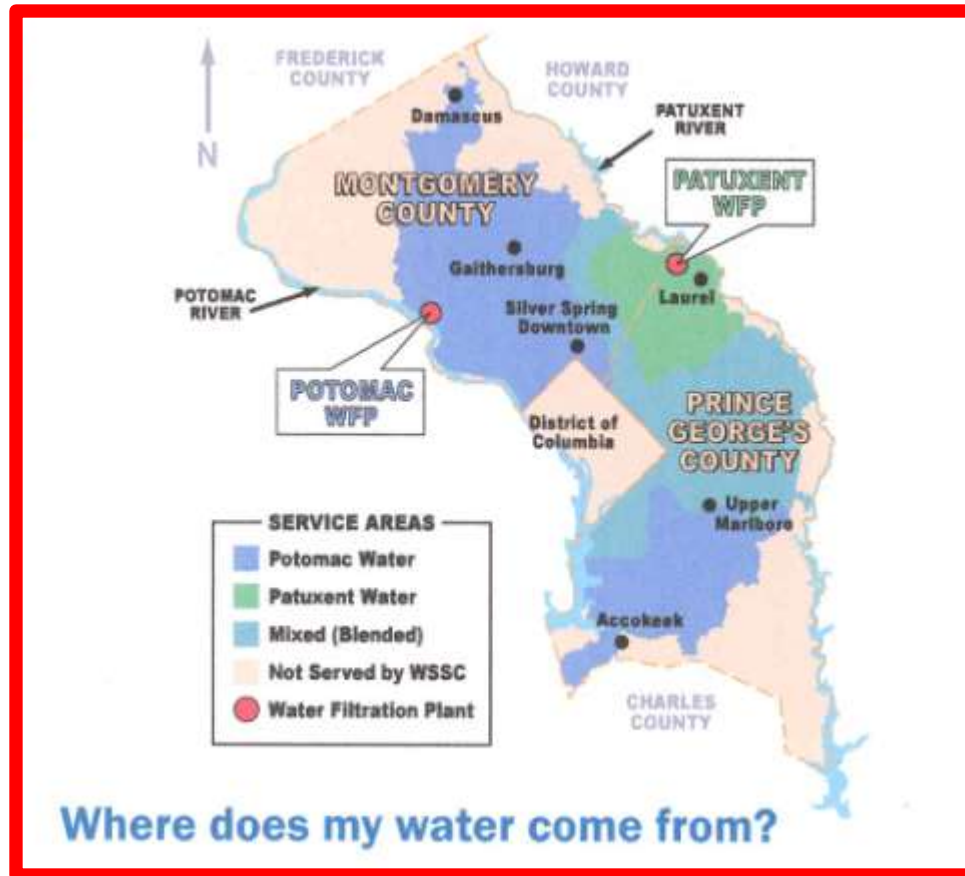 FREDERICK
COUNTY
HOWARD
COUNTY
Damascus
PATUXENT
RIVER
N
MONTGOMERY
COUNTY
PATUXENT
WFP
Gaithersburg
Laurel
POTOMAC
RIVER
Silver Spring
Downtown
POTOMAC
WFP
PRINCE
GEORGE'S
COUNTY
District of
Columbia
Upper
Marlboro
SERVICE AREAS
Potomac Water
Patuxent Water
Mixed (Blended)
Not Served by WSSC
Water Filtration Plant
Accokeek
CHARLES
COUNTY
Where does my water come from?